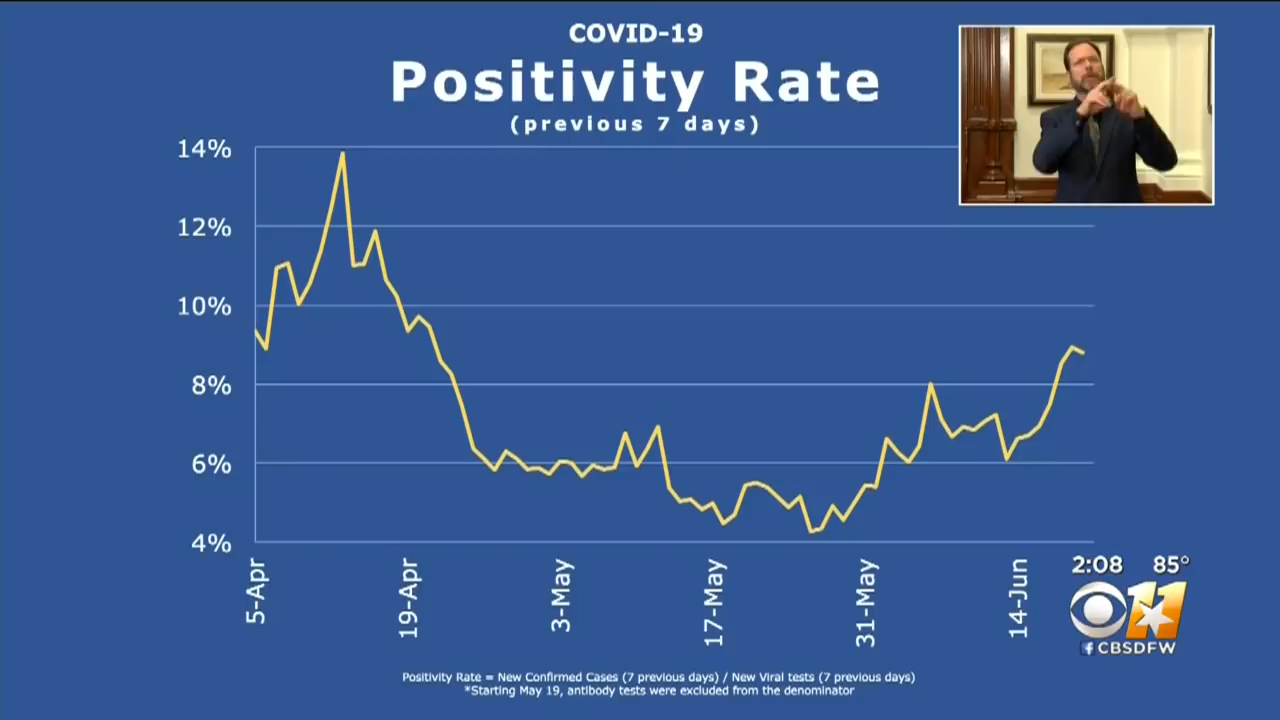 COVID-19
Positivity Rate
(previous 7 days)
14%
12%
10%
8%
6%
4%
5-Apr
19-Apr
3-May
17-May
31-May
14-Jun
2:08 85°
11
f CBSDFW
Positivity Rate = New Confirmed Cases (7 previous days) / New Viral tests (7 previous days)
*Starting May 19, antibody tests were excluded from the denominator